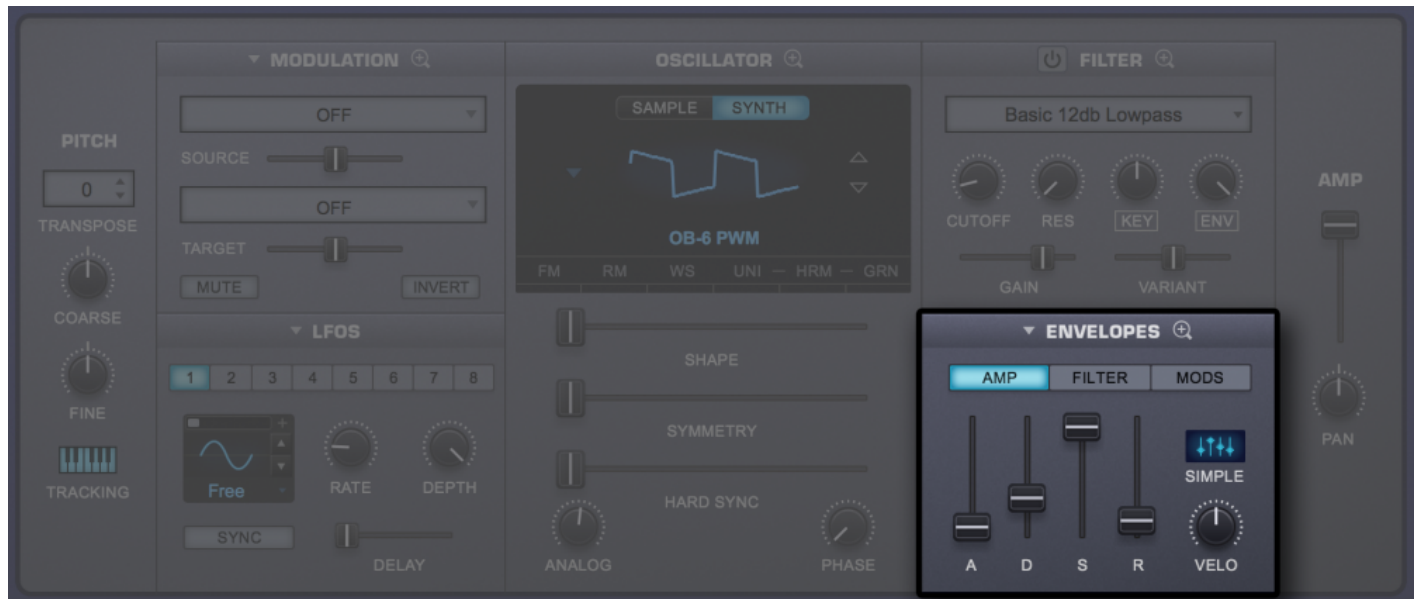 PITCH
0
TRANSPOSE
COARSE
FINE
TRACKING
MODULATION
OFF
SOURCE
OFF
TARGET
MUTE INVERT
LFOS
1 2 3 4 5 6 7 8
Free
RATE DEPTH
SYNC
DELAY
OSCILLATOR
SAMPLE SYNTH
OB-6 PWM
FM RM WS UNI — HRM — GRN
SHAPE
SYMMETRY
HARD SYNC
ANALOG PHASE
FILTER
Basic 12db Lowpass
CUTOFF RES KEY ENV
GAIN VARIANT
ENVELOPES
AMP FILTER MODS
SIMPLE
A D S R VELO
AMP
PAN